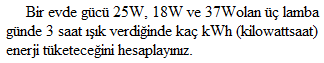 Bir evde gücü 25W, 18W ve 37Wolan üç lamba
günde 3 saat ışık verdiğinde kaç kWh (kilowattsaat)
enerji tüketeceğini hesaplayınız.